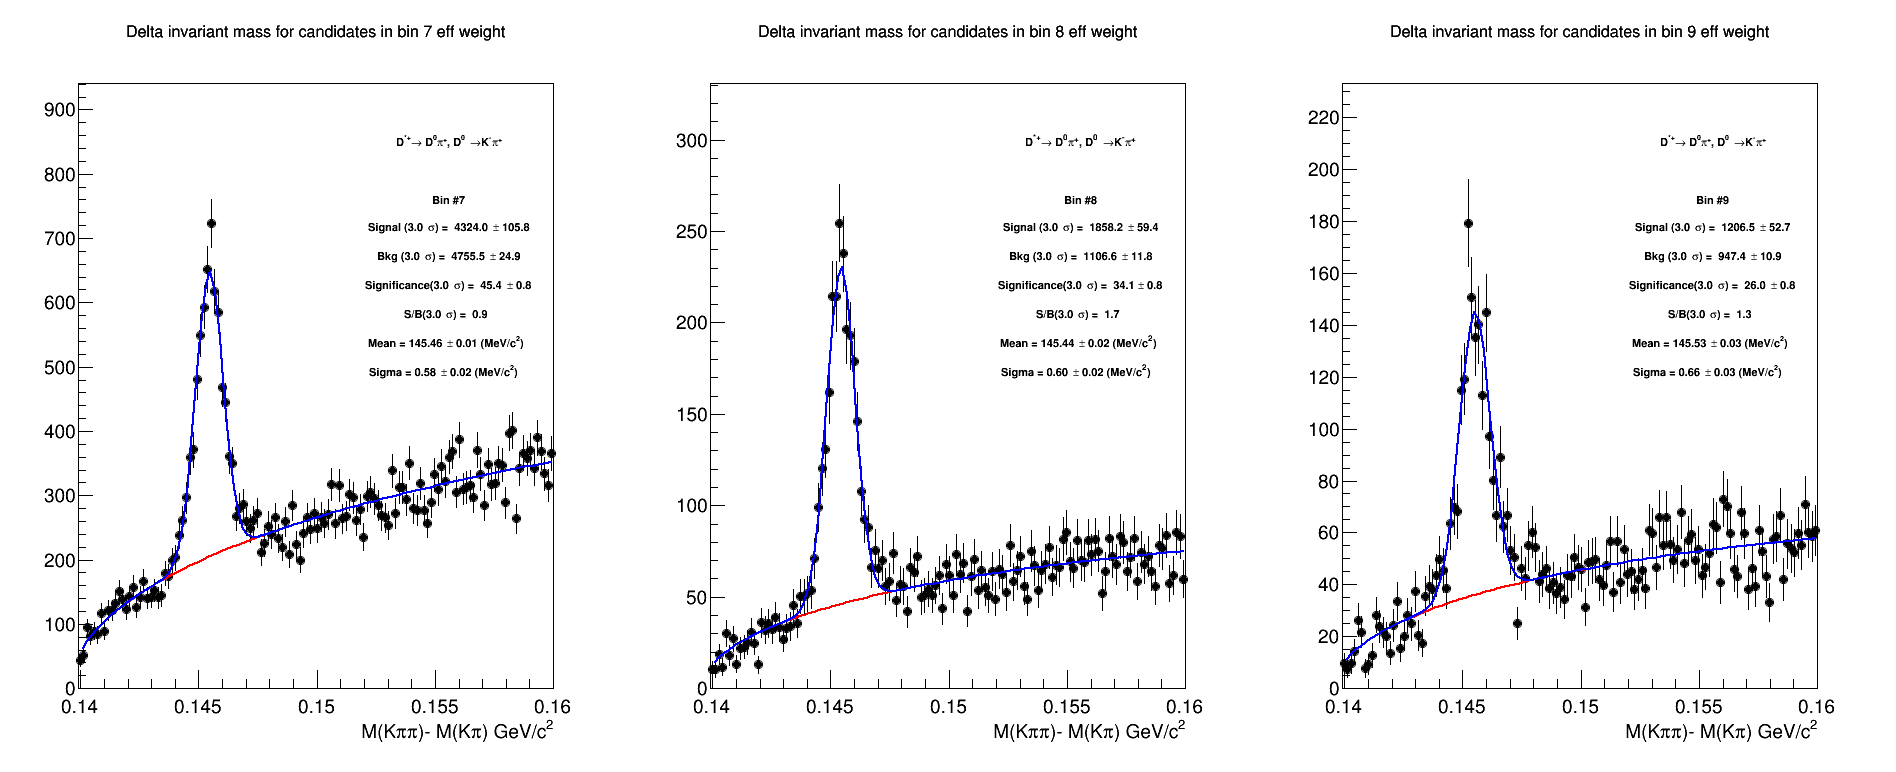 Delta invariant mass for candidates in bin 7 eff weight
900
800
700
600
500
400
300
200
100
0
D*+→ D0π+, D0 →K-π+
Bin #7
Signal (3.0 σ) = 4324.0 ± 105.8
Bkg (3.0 σ) = 4755.5 ± 24.9
Significance(3.0 σ) = 45.4 ± 0.8
S/B(3.0 σ) = 0.9
Mean = 145.46 ± 0.01 (MeV/c2)
Sigma = 0.58 ± 0.02 (MeV/c2)
0.14 0.145 0.15 0.155 0.16
M(Kππ)- M(Kπ) GeV/c2
Delta invariant mass for candidates in bin 8 eff weight
300
250
200
150
100
50
0
D*+→ D0π+, D0 →K-π+
Bin #8
Signal (3.0 σ) = 1858.2 ± 59.4
Bkg (3.0 σ) = 1106.6 ± 11.8
Significance(3.0 σ) = 34.1 ± 0.8
S/B(3.0 σ) = 1.7
Mean = 145.44 ± 0.02 (MeV/c2)
Sigma = 0.60 ± 0.02 (MeV/c2)
0.14 0.145 0.15 0.155 0.16
M(Kππ)- M(Kπ) GeV/c2
Delta invariant mass for candidates in bin 9 eff weight
220
200
180
160
140
120
100
80
60
40
20
0
D*+→ D0π+, D0 →K-π+
Bin #9
Signal (3.0 σ) = 1206.5 ± 52.7
Bkg (3.0 σ) = 947.4 ± 10.9
Significance(3.0 σ) = 26.0 ± 0.8
S/B(3.0 σ) = 1.3
Mean = 145.53 ± 0.03 (MeV/c2)
Sigma = 0.66 ± 0.03 (MeV/c2)
0.14 0.145 0.15 0.155 0.16
M(Kππ)- M(Kπ) GeV/c2